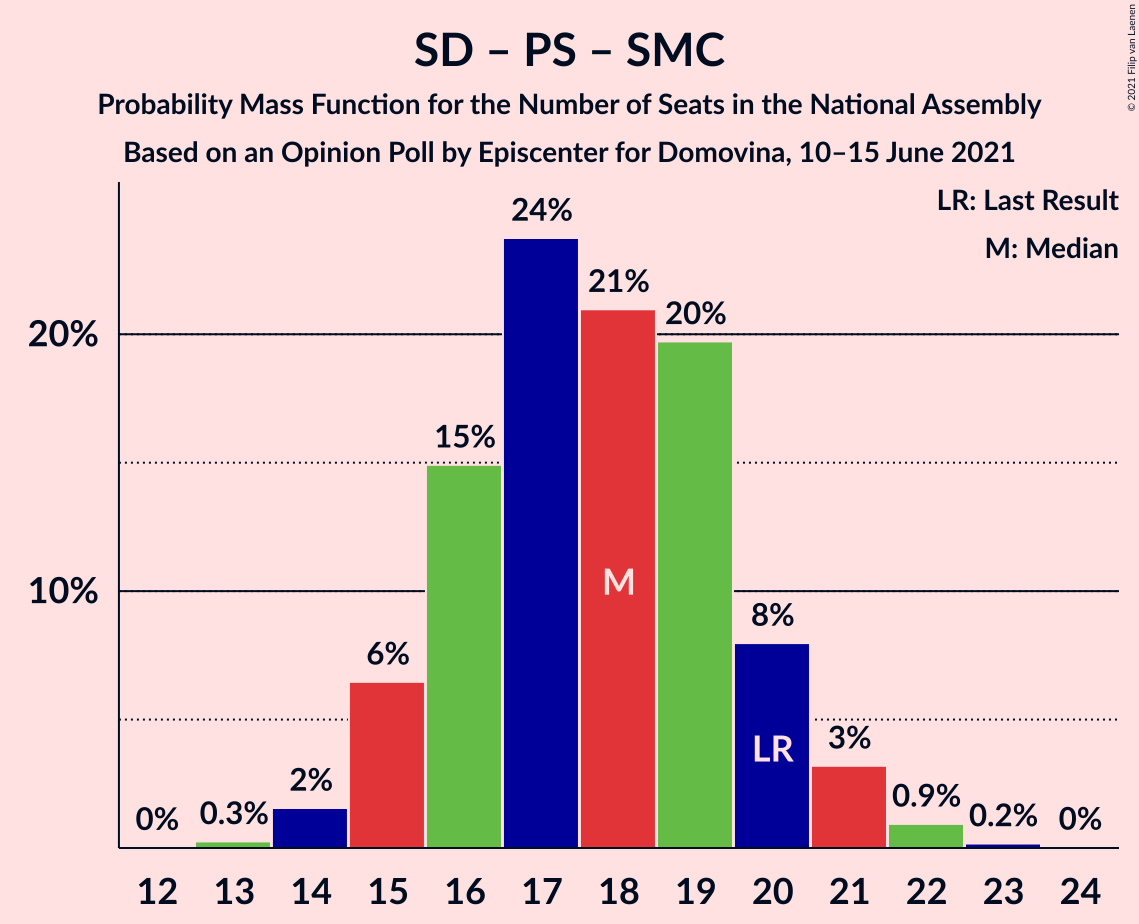 SD – PS – SMC
Probability Mass Function for the Number of Seats in the National Assembly
Based on an Opinion Poll by Episcenter for Domovina, 10–15 June 2021
© 2021 Filip van Laenen
LR: Last Result
M: Median
20%
10%
0%
0.3%
2%
6%
15%
24%
21%
20%
8%
3%
0.9%
0.2%
0%
M
LR
12 13 14 15 16 17 18 19 20 21 22 23 24